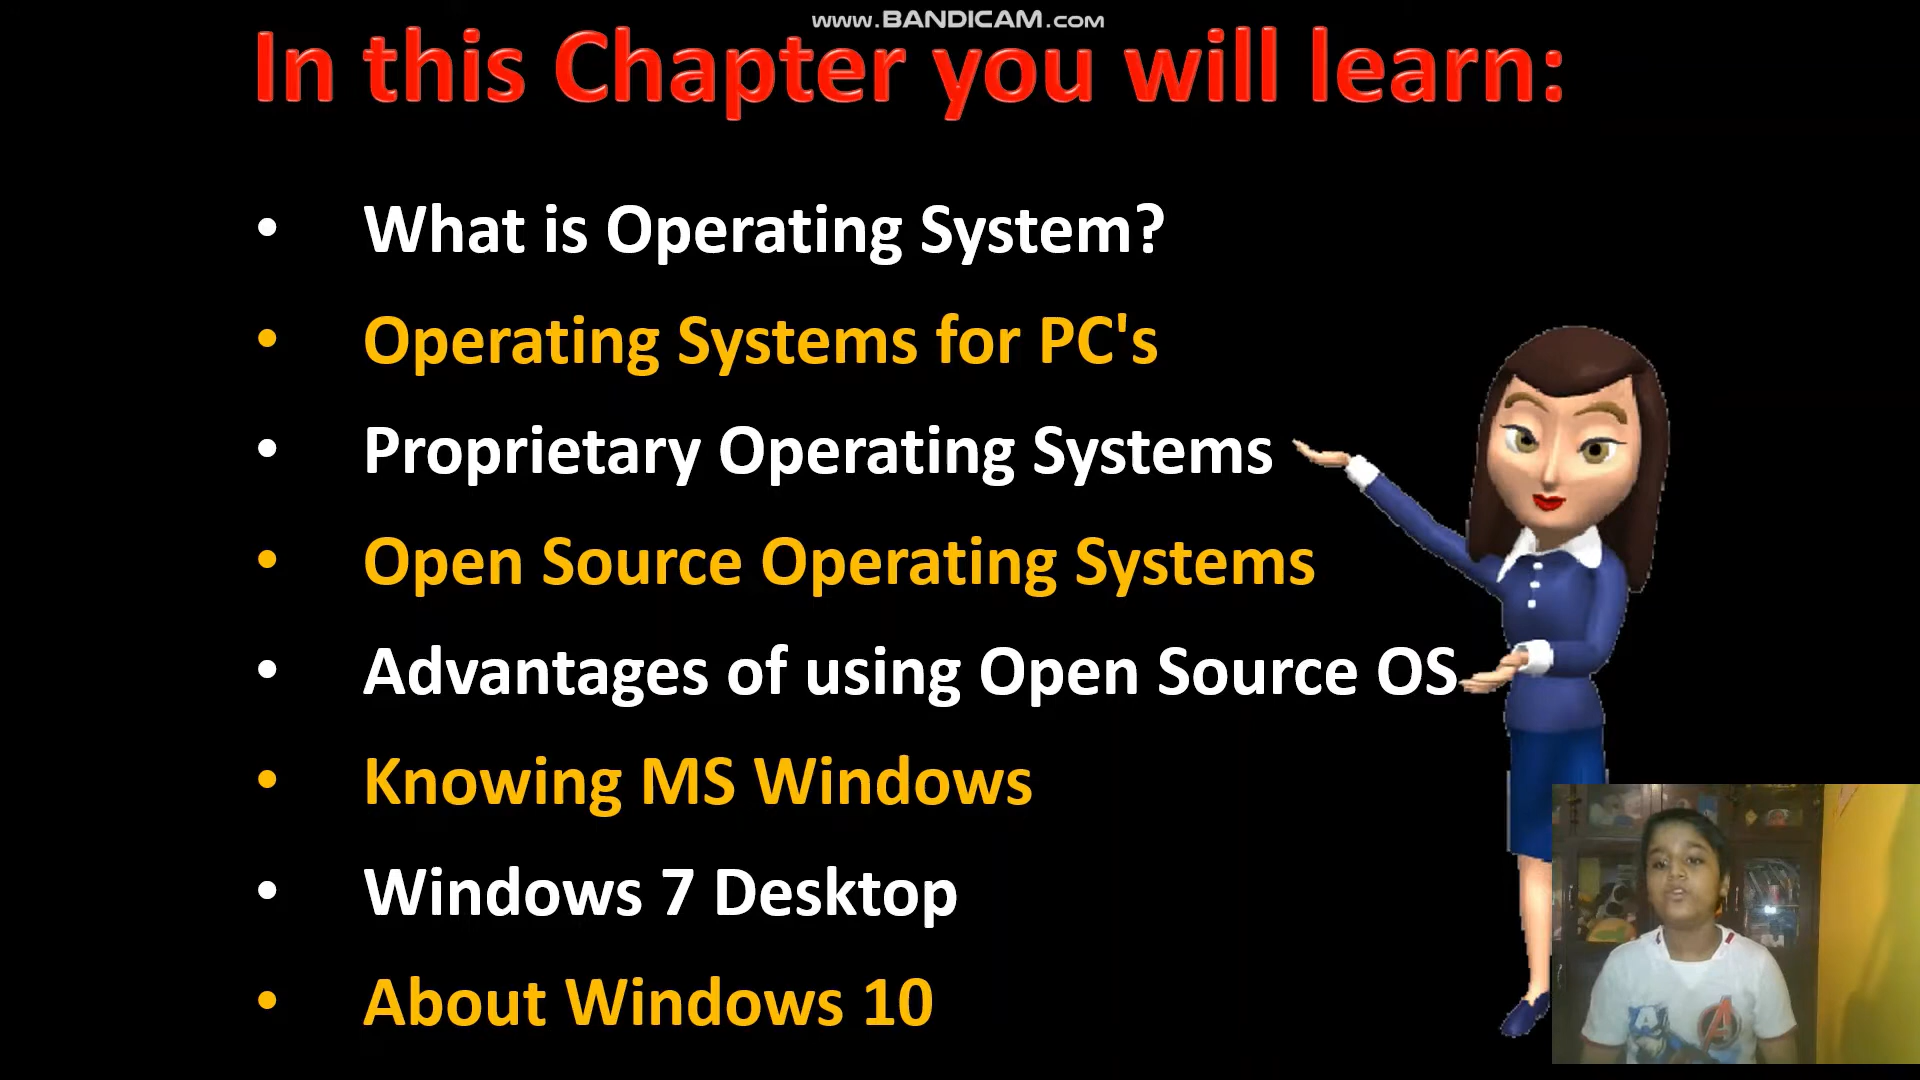 www.BANDICAM.com
In this Chapter you will learn:
• What is Operating System?
• Operating Systems for PC's
• Proprietary Operating Systems
• Open Source Operating Systems
• Advantages of using Open Source OS
• Knowing MS Windows
• Windows 7 Desktop
• About Windows 10